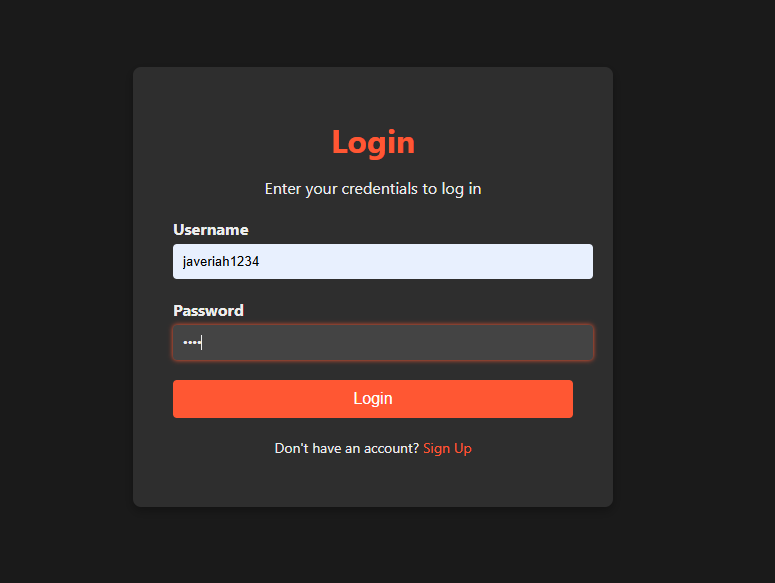 Login
Enter your credentials to log in
Username
javeriah1234
Password
••••
Login
Don't have an account? Sign Up